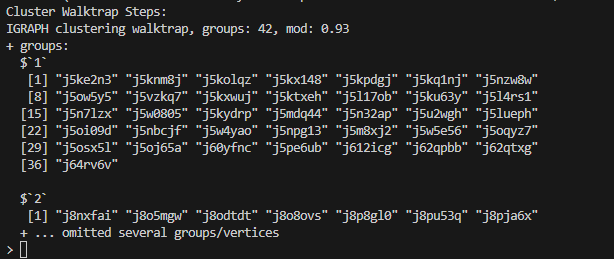 Cluster Walktrap Steps:
IGRAPH clustering walktrap, groups: 42, mod: 0.93
+ groups:
  $`1`
   [1] "j5ke2n3" "j5knm8j" "j5kolqz" "j5kx148" "j5kpdgj" "j5kq1nj" "j5nzw8w"
   [8] "j5ow5y5" "j5vzkq7" "j5kxwuj" "j5ktxeh" "j5l17ob" "j5ku63y" "j5l4rs1"
  [15] "j5n7lzx" "j5w0805" "j5kydrp" "j5mdq44" "j5n32ap" "j5u2wgh" "j5lueph"
  [22] "j5oi09d" "j5nbcjf" "j5w4yao" "j5npg13" "j5m8xj2" "j5w5e56" "j5oqyz7"
  [29] "j5osx5l" "j5oj65a" "j60yfnc" "j5pe6ub" "j612icg" "j62qpbb" "j62qtxg"
  [36] "j64rv6v"
  $`2`
   [1] "j8nxfai" "j8o5mgw" "j8odtdt" "j8o8ovs" "j8p8gl0" "j8pu53q" "j8pja6x"
  + ... omitted several groups/vertices
>